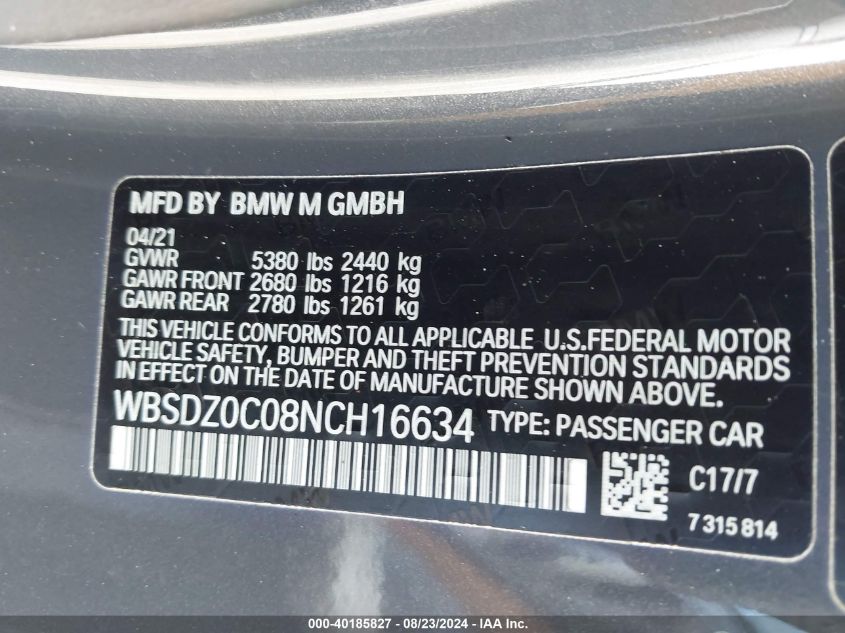 MFD BY BMW M GMBH
04/21
GVWR 5380 lbs 2440 kg
GAWR FRONT 2680 lbs 1216 kg
GAWR REAR 2780 lbs 1261 kg
THIS VEHICLE CONFORMS TO ALL APPLICABLE U.S.FEDERAL MOTOR
VEHICLE SAFETY, BUMPER AND THEFT PREVENTION STANDARDS
IN EFFECT ON THE DATE OF MANUFACTURE SHOWN ABOVE.
WBSDZ0C08NCH16634 TYPE: PASSENGER CAR
C17/7
7315814
000-40185827 - 08/23/2024 - IAA Inc.